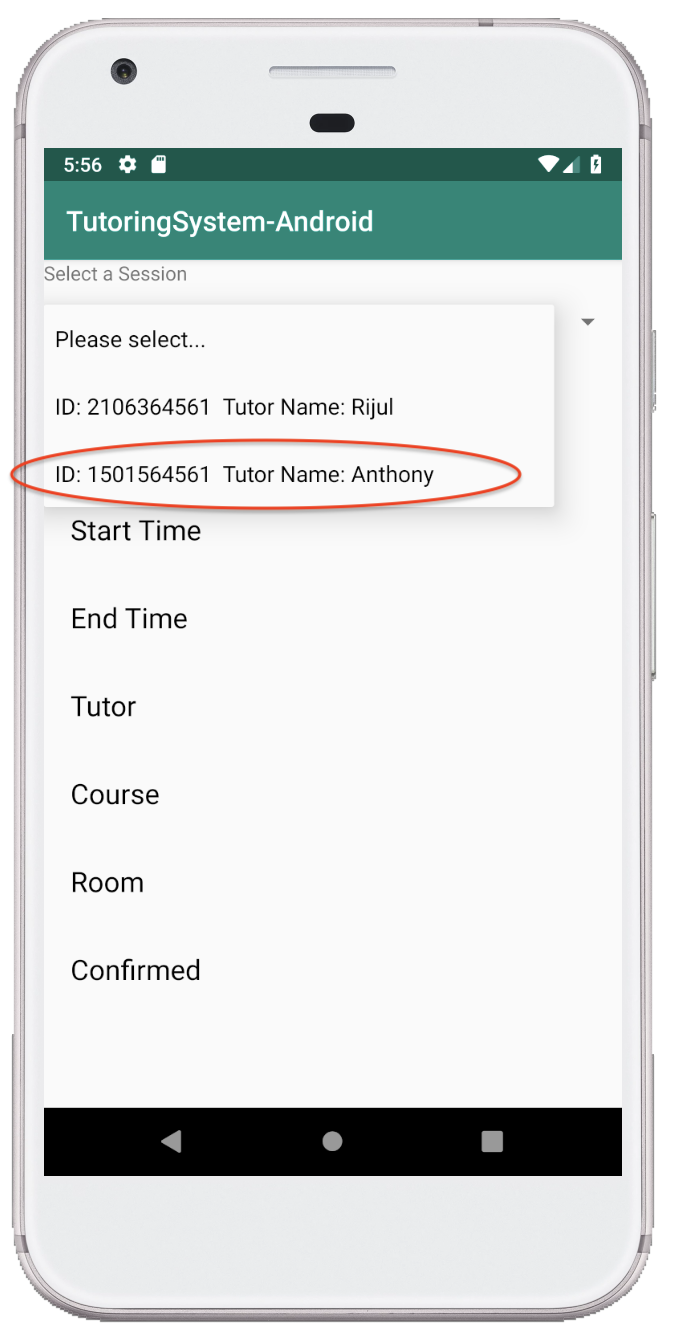 5:56
TutoringSystem-Android
Select a Session
Please select...
ID: 2106364561  Tutor Name: Rijul
ID: 1501564561  Tutor Name: Anthony
Start Time
End Time
Tutor
Course
Room
Confirmed